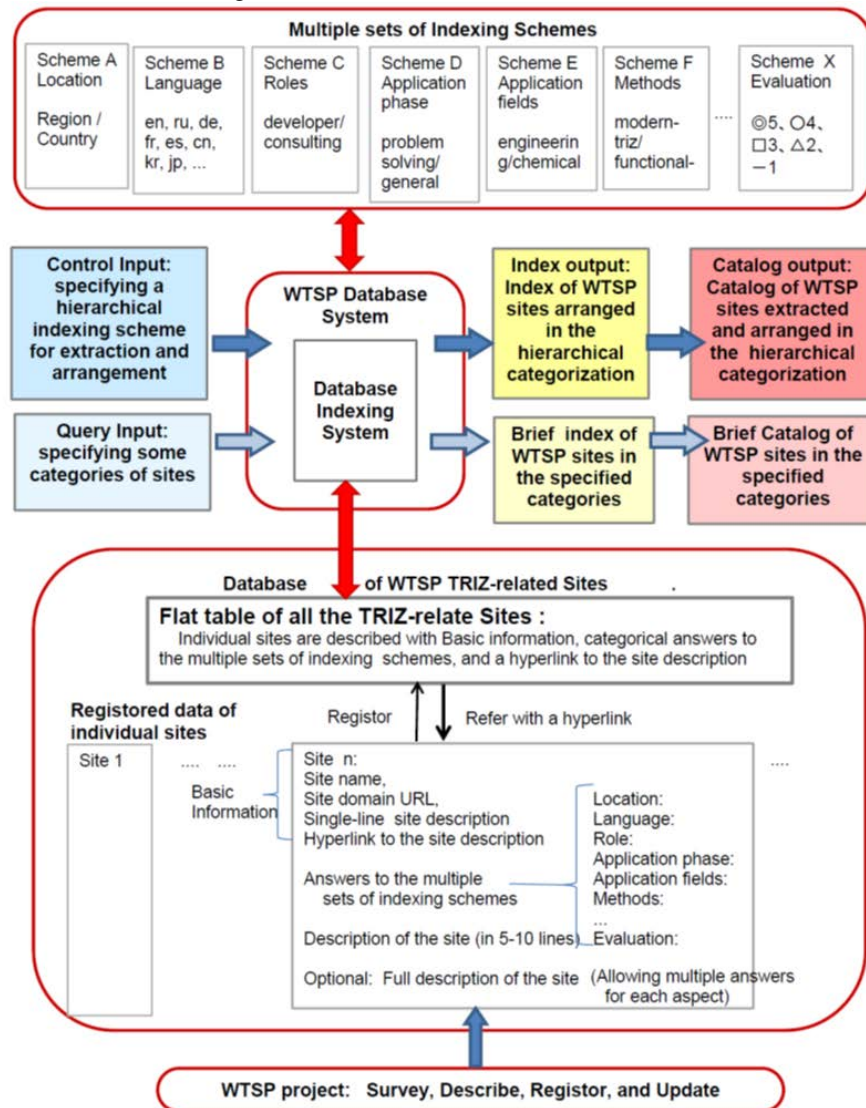 Multiple sets of Indexing Schemes
Scheme A
Location
Region /
Country
Scheme B
Language
en, ru, de,
fr, es, cn,
kr, jp, ...
Scheme C
Roles
developer/
consulting
Scheme D
Application
phase
problem
solving/
general
Scheme E
Application
fields
engineerin
g/chemical
Scheme F
Methods
modern-
triz/
functional-
....
Scheme X
Evaluation
◎5、○4、
□3、△2、
－1
Control Input:
specifying a
hierarchical
indexing scheme
for extraction and
arrangement
Query Input:
specifying some
categories of sites
WTSP Database
System
Database
Indexing
System
Index output:
Index of WTSP
sites arranged
in the
hierarchical
categorization
Brief index of
WTSP sites in
the specified
categories
Catalog output:
Catalog of WTSP
sites extracted
and arranged in
the hierarchical
categorization
Brief Catalog of
WTSP sites in the
specified
categories
Database of WTSP TRIZ-related Sites .
Flat table of all the TRIZ-relate Sites :
Individual sites are described with Basic information, categorical answers to
the multiple sets of indexing schemes, and a hyperlink to the site description
Registor
Refer with a hyperlink
Registored data of
individual sites
Site 1
.... ....
Basic
Information
Site n:
Site name,
Site domain URL,
Single-line site description
Hyperlink to the site description
Answers to the multiple
sets of indexing schemes
Description of the site (in 5-10 lines)
Optional: Full description of the site
Location:
Language:
Role:
Application phase:
Application fields:
Methods:
...
Evaluation:
(Allowing multiple answers
for each aspect)
....
WTSP project: Survey, Describe, Registor, and Update